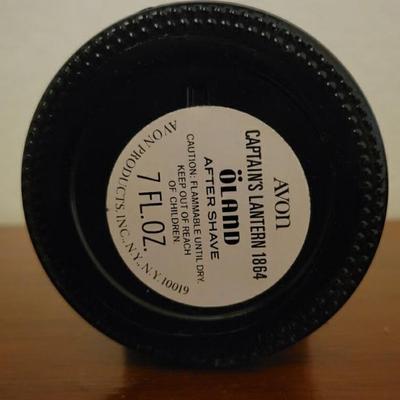 AVON
CAPTAIN'S LANTERN 1864
ÖLAND
AFTER SHAVE
CAUTION: FLAMMABLE UNTIL DRY.
KEEP OUT OF REACH
OF CHILDREN.
7 FL.OZ.
AVON PRODUCTS, INC., N.Y., N.Y. 10019